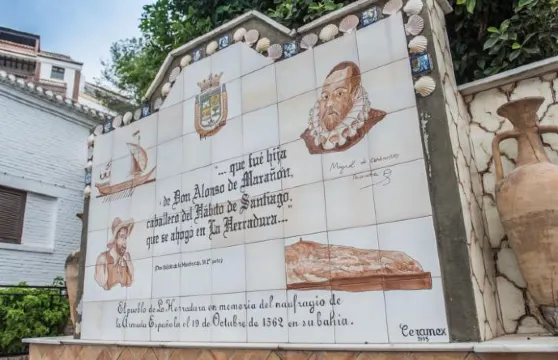 "... que fué hija
de Don Alonso de Marañón,
caballero del Hábito de Santiago,
que se ahogó en La Herradura..."
Miguel de Cervantes
Saavedra
El pueblo de La Herradura en memoria del naufragio de
la Armada Española el 19 de Octubre de 1562 en su bahía.
Ceramex